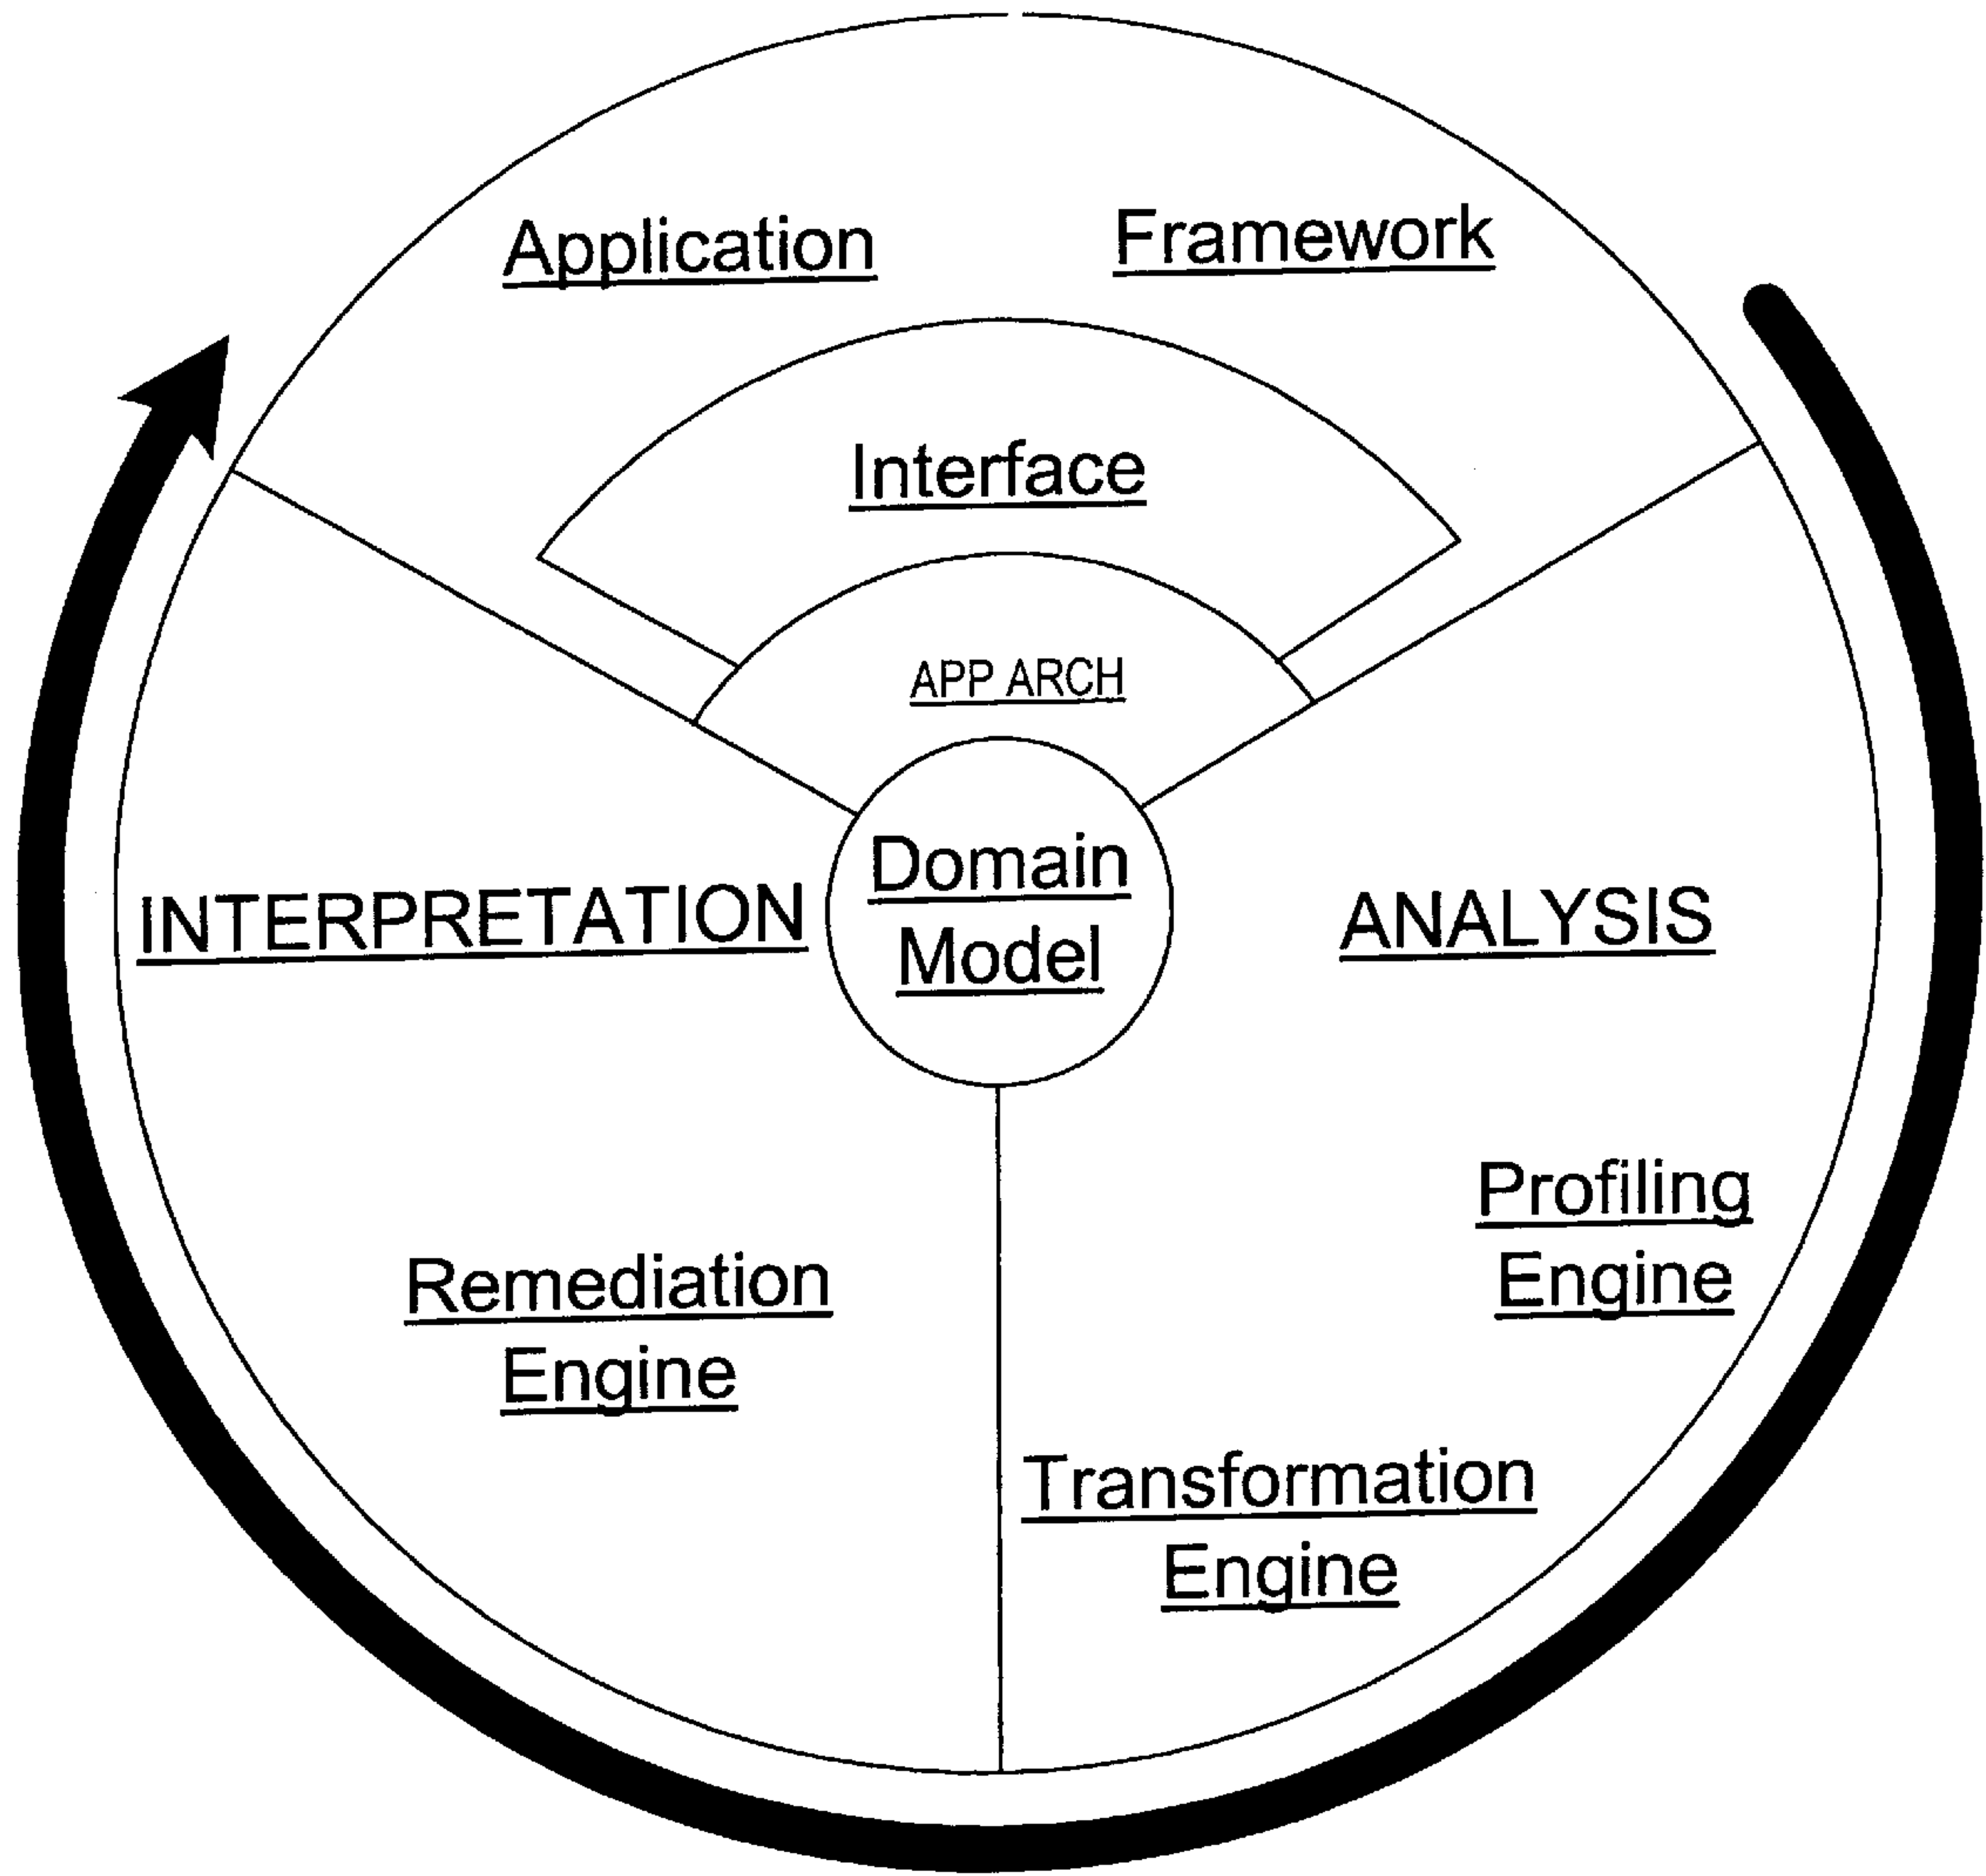 Application Framework
Interface
APP ARCH
Domain
Model
INTERPRETATION
ANALYSIS
Profiling
Engine
Remediation
Engine
Transformation
Engine